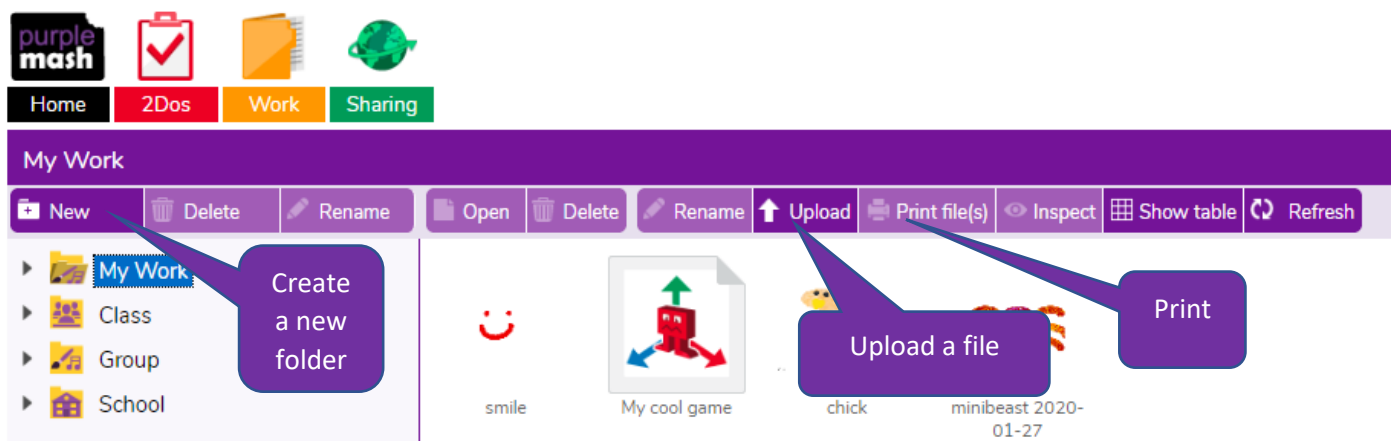 purple
mash
Home 2Dos Work Sharing
My Work
New Delete Rename Open Delete Rename Upload Print file(s) Inspect Show table Refresh
My Work
Class
Group
School
Create
a new
folder
Upload a file
Print
smile My cool game chick minibeast 2020-
01-27